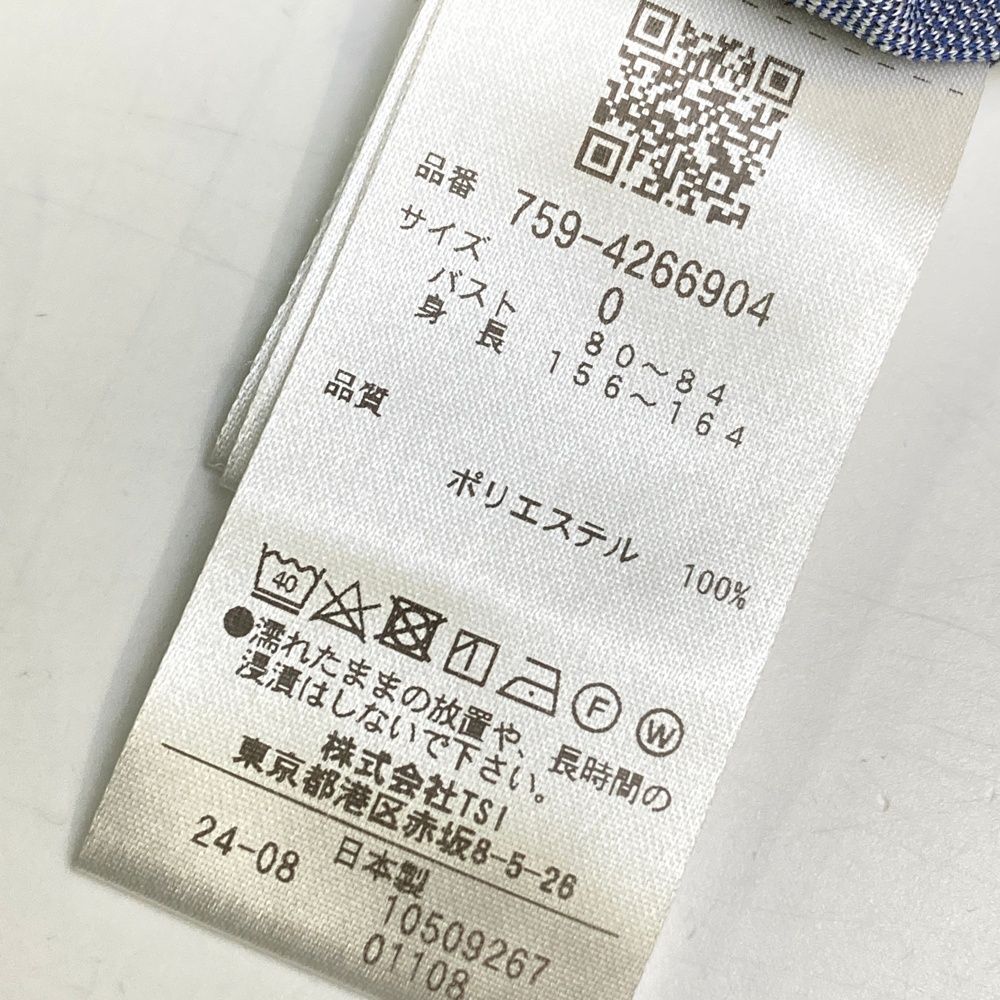 品番 759-4266904
サイズ 0
バスト 80～84
身長 156～164
品質
ポリエステル 100%
40
F W
●濡れたままの放置や、長時間の
浸漬はしないで下さい。
株式会社TSI
東京都港区赤坂8-5-26
24-08 日本製
10509267
01108